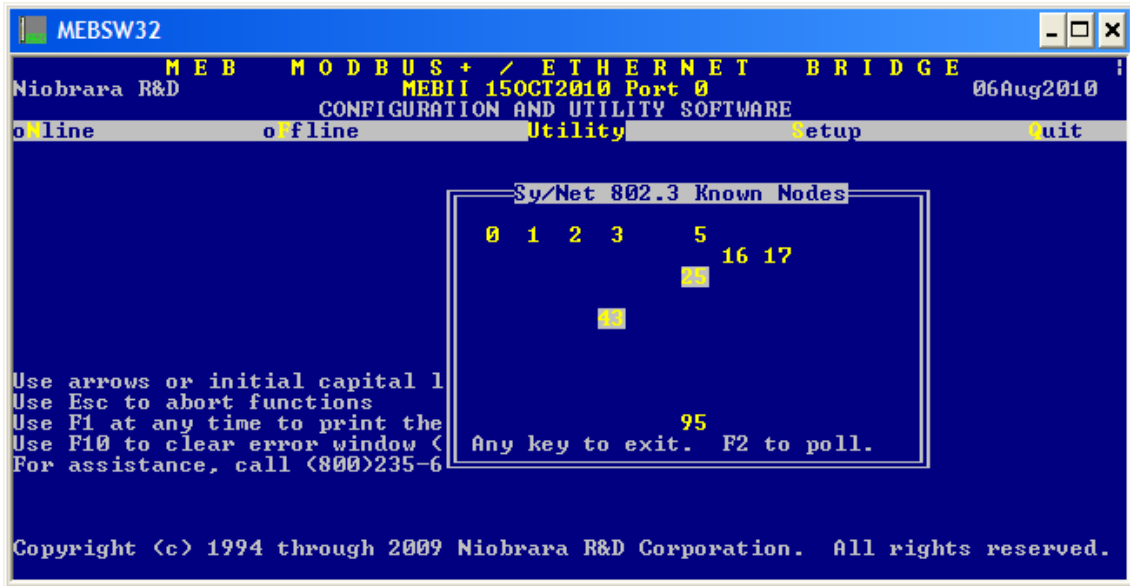 MEBSW32
M E B   M O D B U S + / E T H E R N E T   B R I D G E
Niobrara R&D   MEBII 15OCT2010 Port 0   06Aug2010
CONFIGURATION AND UTILITY SOFTWARE
oNline   oFfline   Utility   Setup   Quit
Sy/Net 802.3 Known Nodes
0 1 2 3 5
16 17
25
43
Use arrows or initial capital l
Use Esc to abort functions
Use F1 at any time to print the   95
Use F10 to clear error window (   Any key to exit.  F2 to poll.
For assistance, call (800)235-6
Copyright (c) 1994 through 2009 Niobrara R&D Corporation.  All rights reserved.